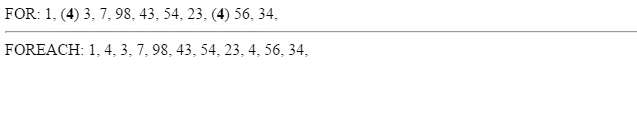 FOR: 1, (4) 3, 7, 98, 43, 54, 23, (4) 56, 34,
FOREACH: 1, 4, 3, 7, 98, 43, 54, 23, 4, 56, 34,